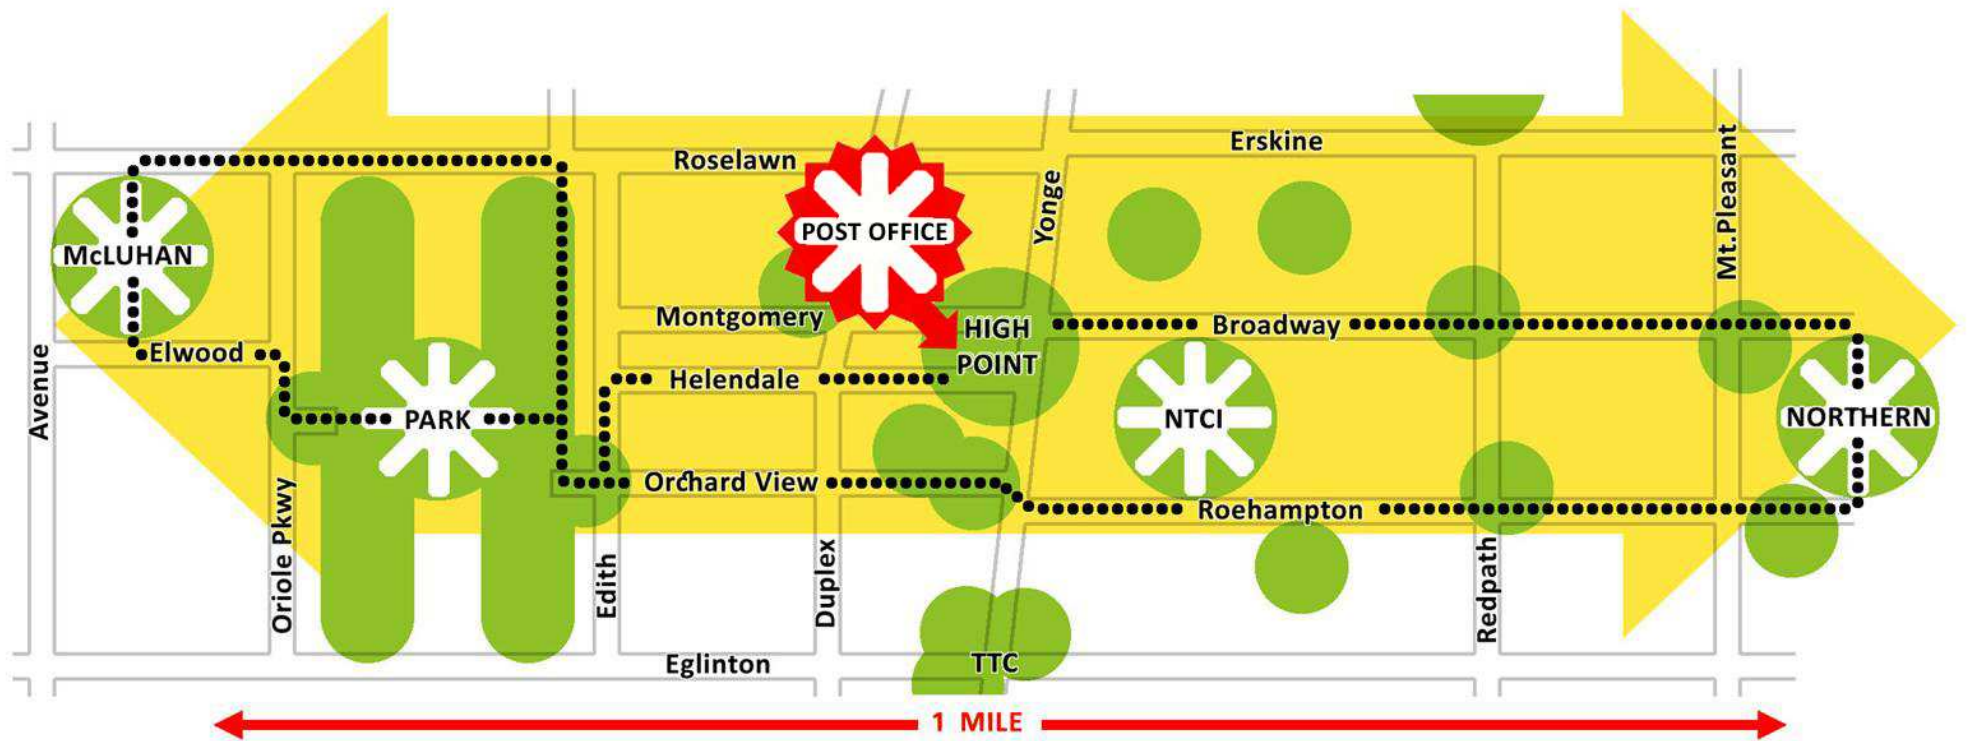 Erskine
Roselawn
Mt.Pleasant
Yonge
POST OFFICE
McLUHAN
Montgomery
HIGH
POINT
Broadway
Elwood
Helendale
Avenue
PARK
NTCI
NORTHERN
Orchard View
Roehampton
Oriole Pkwy
Edith
Duplex
Redpath
Eglinton
TTC
1 MILE